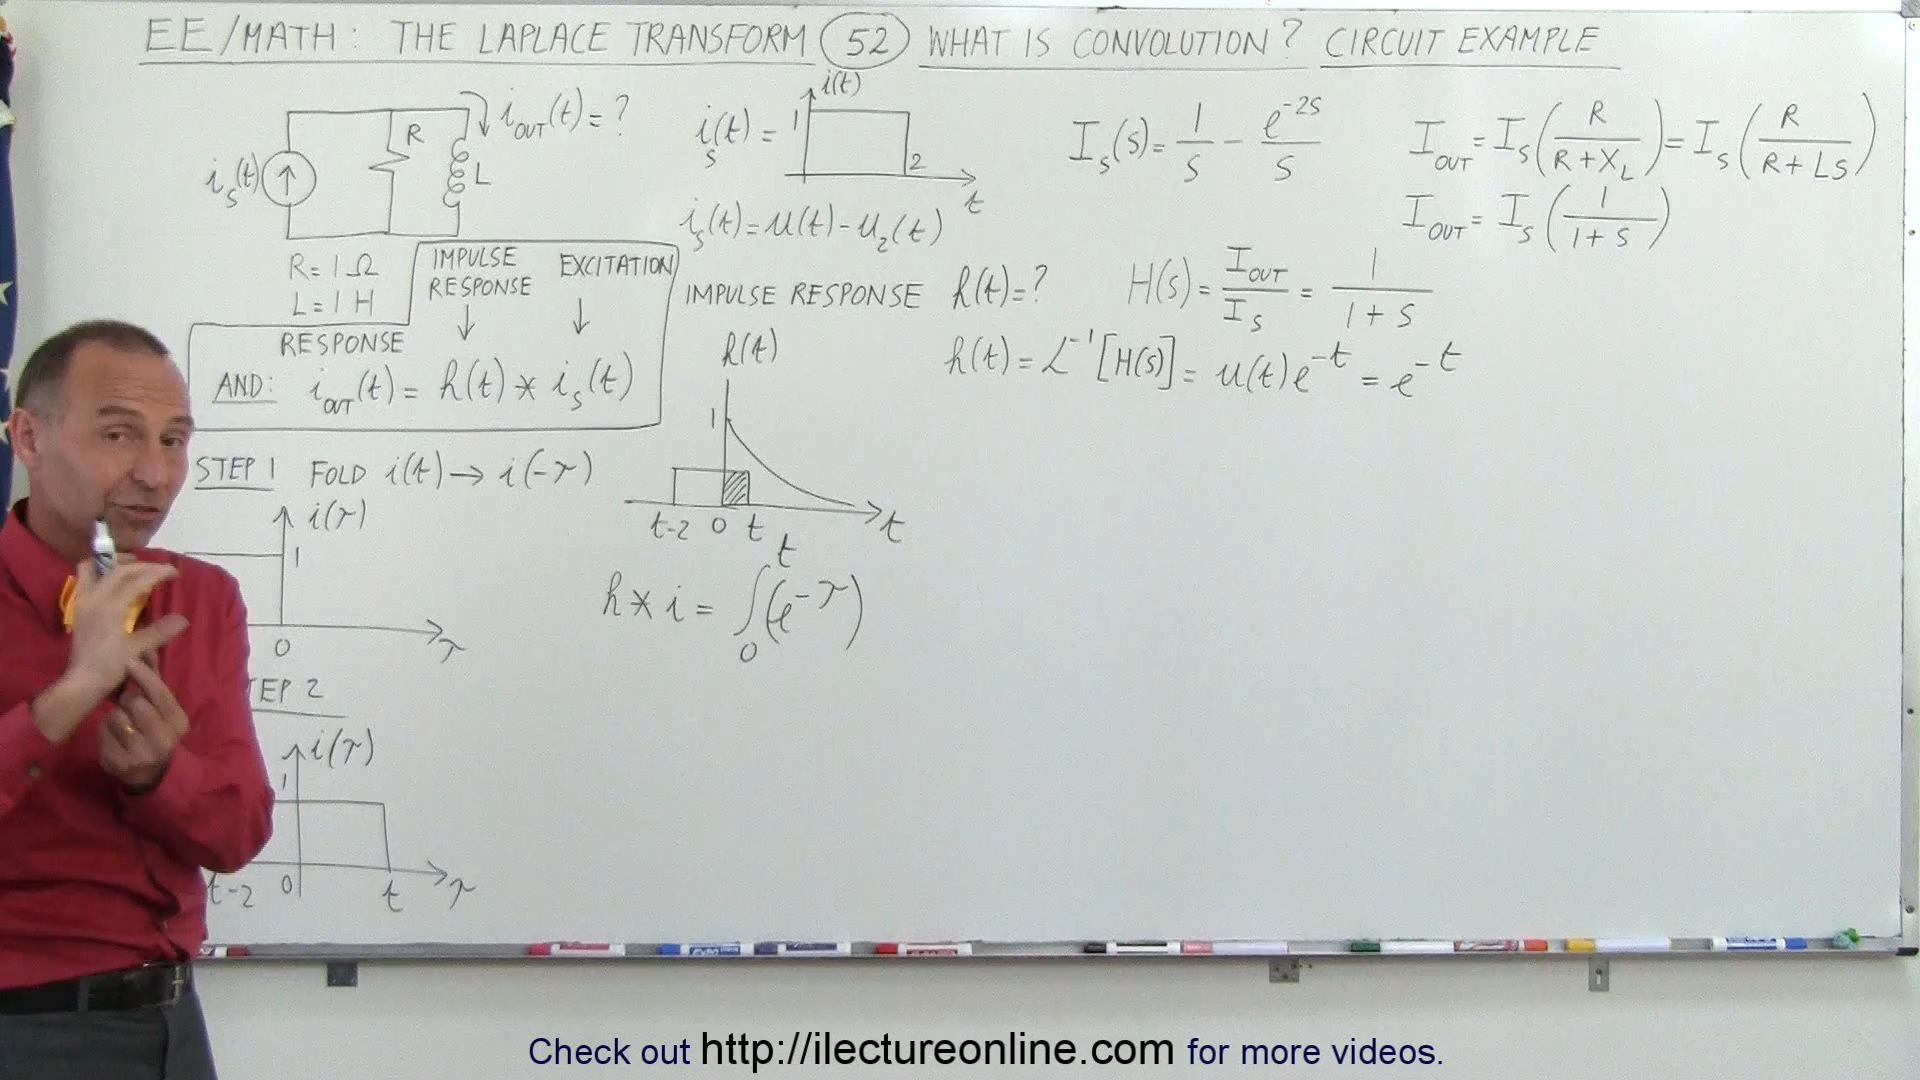 EE/MATH: THE LAPLACE TRANSFORM 52 WHAT IS CONVOLUTION? CIRCUIT EXAMPLE
i_s(t) R L i_OUT(t)=?
R=1Ω
L=1 H
i_s(t)= 1 i(t) 2 t
i_s(t)=u(t)-u_2(t)
I_s(s)= 1/s - e^-2s/s
I_OUT = I_s (R/(R+X_L)) = I_s (R/(R+Ls))
I_OUT = I_s (1/(1+s))
IMPULSE RESPONSE
EXCITATION
↓ ↓
RESPONSE
AND: i_OUT(t)= h(t) * i_s(t)
IMPULSE RESPONSE h(t)=? H(s)= I_OUT/I_s = 1/(1+s)
h(t)= L^-1 [H(s)] = u(t)e^-t = e^-t
STEP 1 FOLD i(t) → i(-τ)
i(τ)
1
0 τ
h(t)
1
t-2 0 t t
h * i = ∫_0^t (e^-τ)
TEP 2
i(τ)
1
t-2 0 t τ
Check out http://ilectureonline.com for more videos.